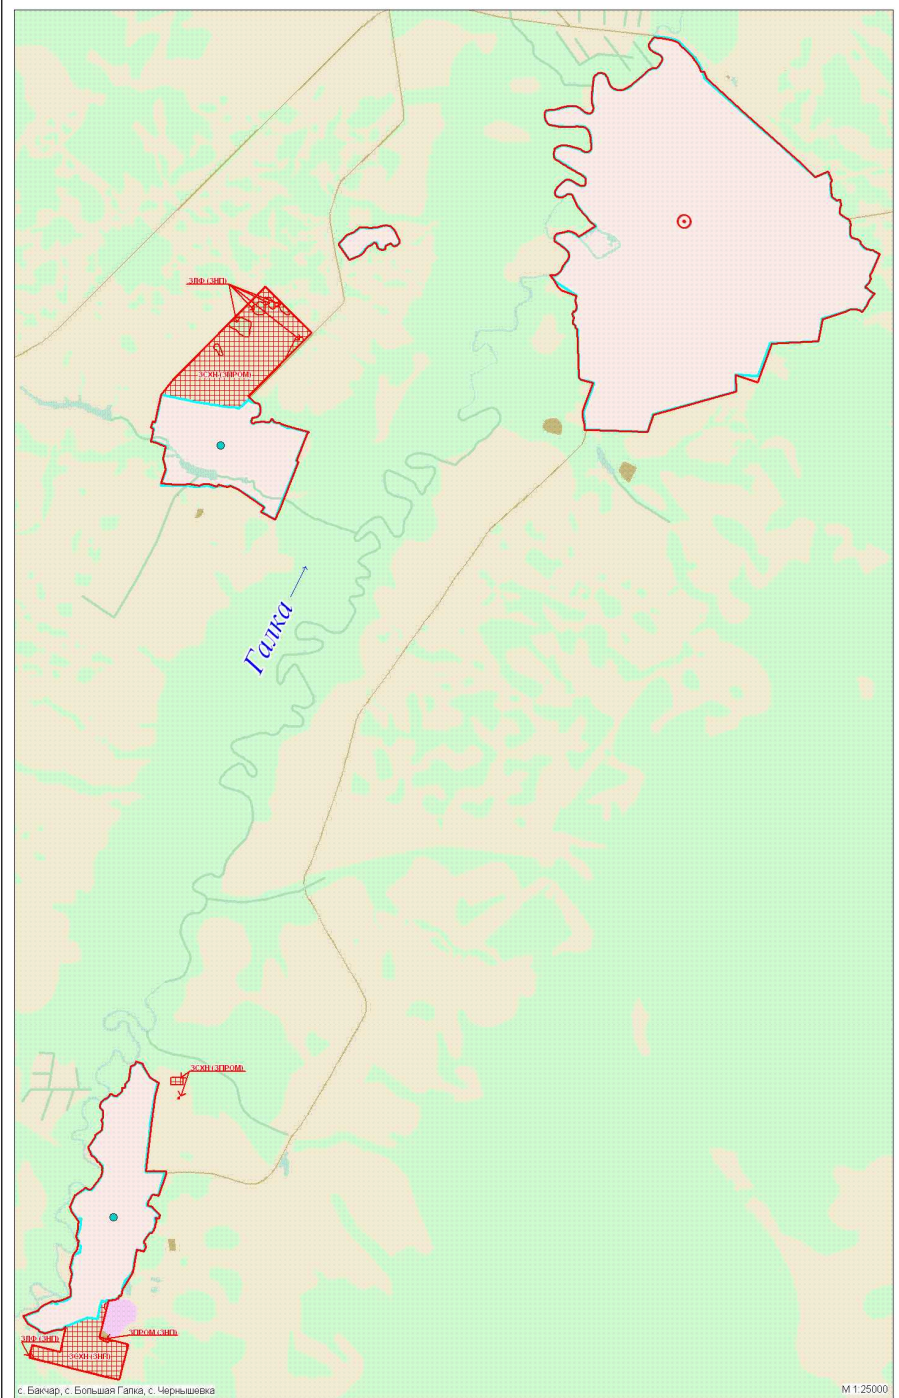 ЗЛФ (ЗНП)
ЗСХН (ЗПРОМ)
Галка
ЗСХН (ЗПРОМ)
ЗЛФ (ЗНП)
ЗПРОМ (ЗНП)
ЗСХН (ЗНП)
с. Бакчар, с. Большая Галка, с. Чернышевка
М 1:25000